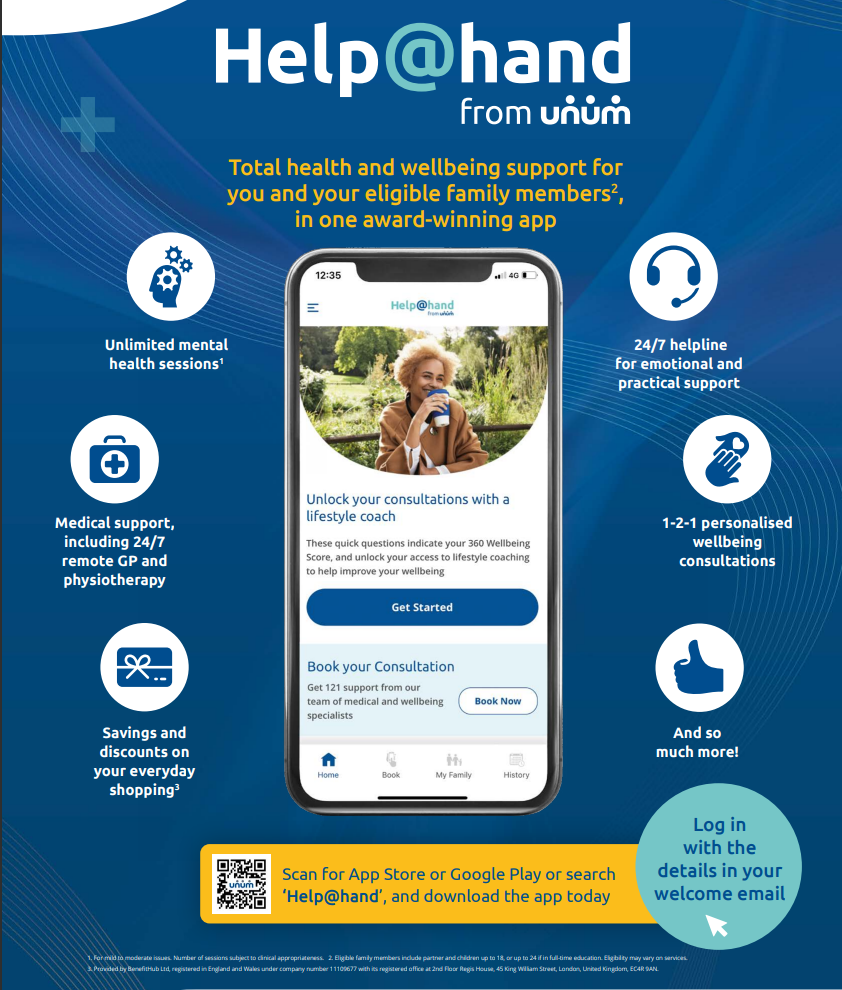 Help@hand
from unum
Total health and wellbeing support for
you and your eligible family members²,
in one award-winning app
Unlimited mental
health sessions¹
24/7 helpline
for emotional and
practical support
Medical support,
including 24/7
remote GP and
physiotherapy
1-2-1 personalised
wellbeing
consultations
Savings and
discounts on
your everyday
shopping³
And so
much more!
12:35
4G
Help@hand
from unum
Unlock your consultations with a
lifestyle coach
These quick questions indicate your 360 Wellbeing
Score, and unlock your access to lifestyle coaching
to help improve your wellbeing
Get Started
Book your Consultation
Get 121 support from our
team of medical and wellbeing
specialists
Book Now
Home
Book
My Family
History
unum
Scan for App Store or Google Play or search
‘Help@hand’, and download the app today
Log in
with the
details in your
welcome email
1. For mild to moderate issues. Number of sessions subject to clinical appropriateness. 2. Eligible family members include partner and children up to 18, or up to 24 if in full-time education. Eligibility may vary on services.
3. Provided by BenefitHub Ltd, registered in England and Wales under company number 11109677 with its registered office at 2nd Floor Regis House, 45 King William Street, London, United Kingdom, EC4R 9AN.